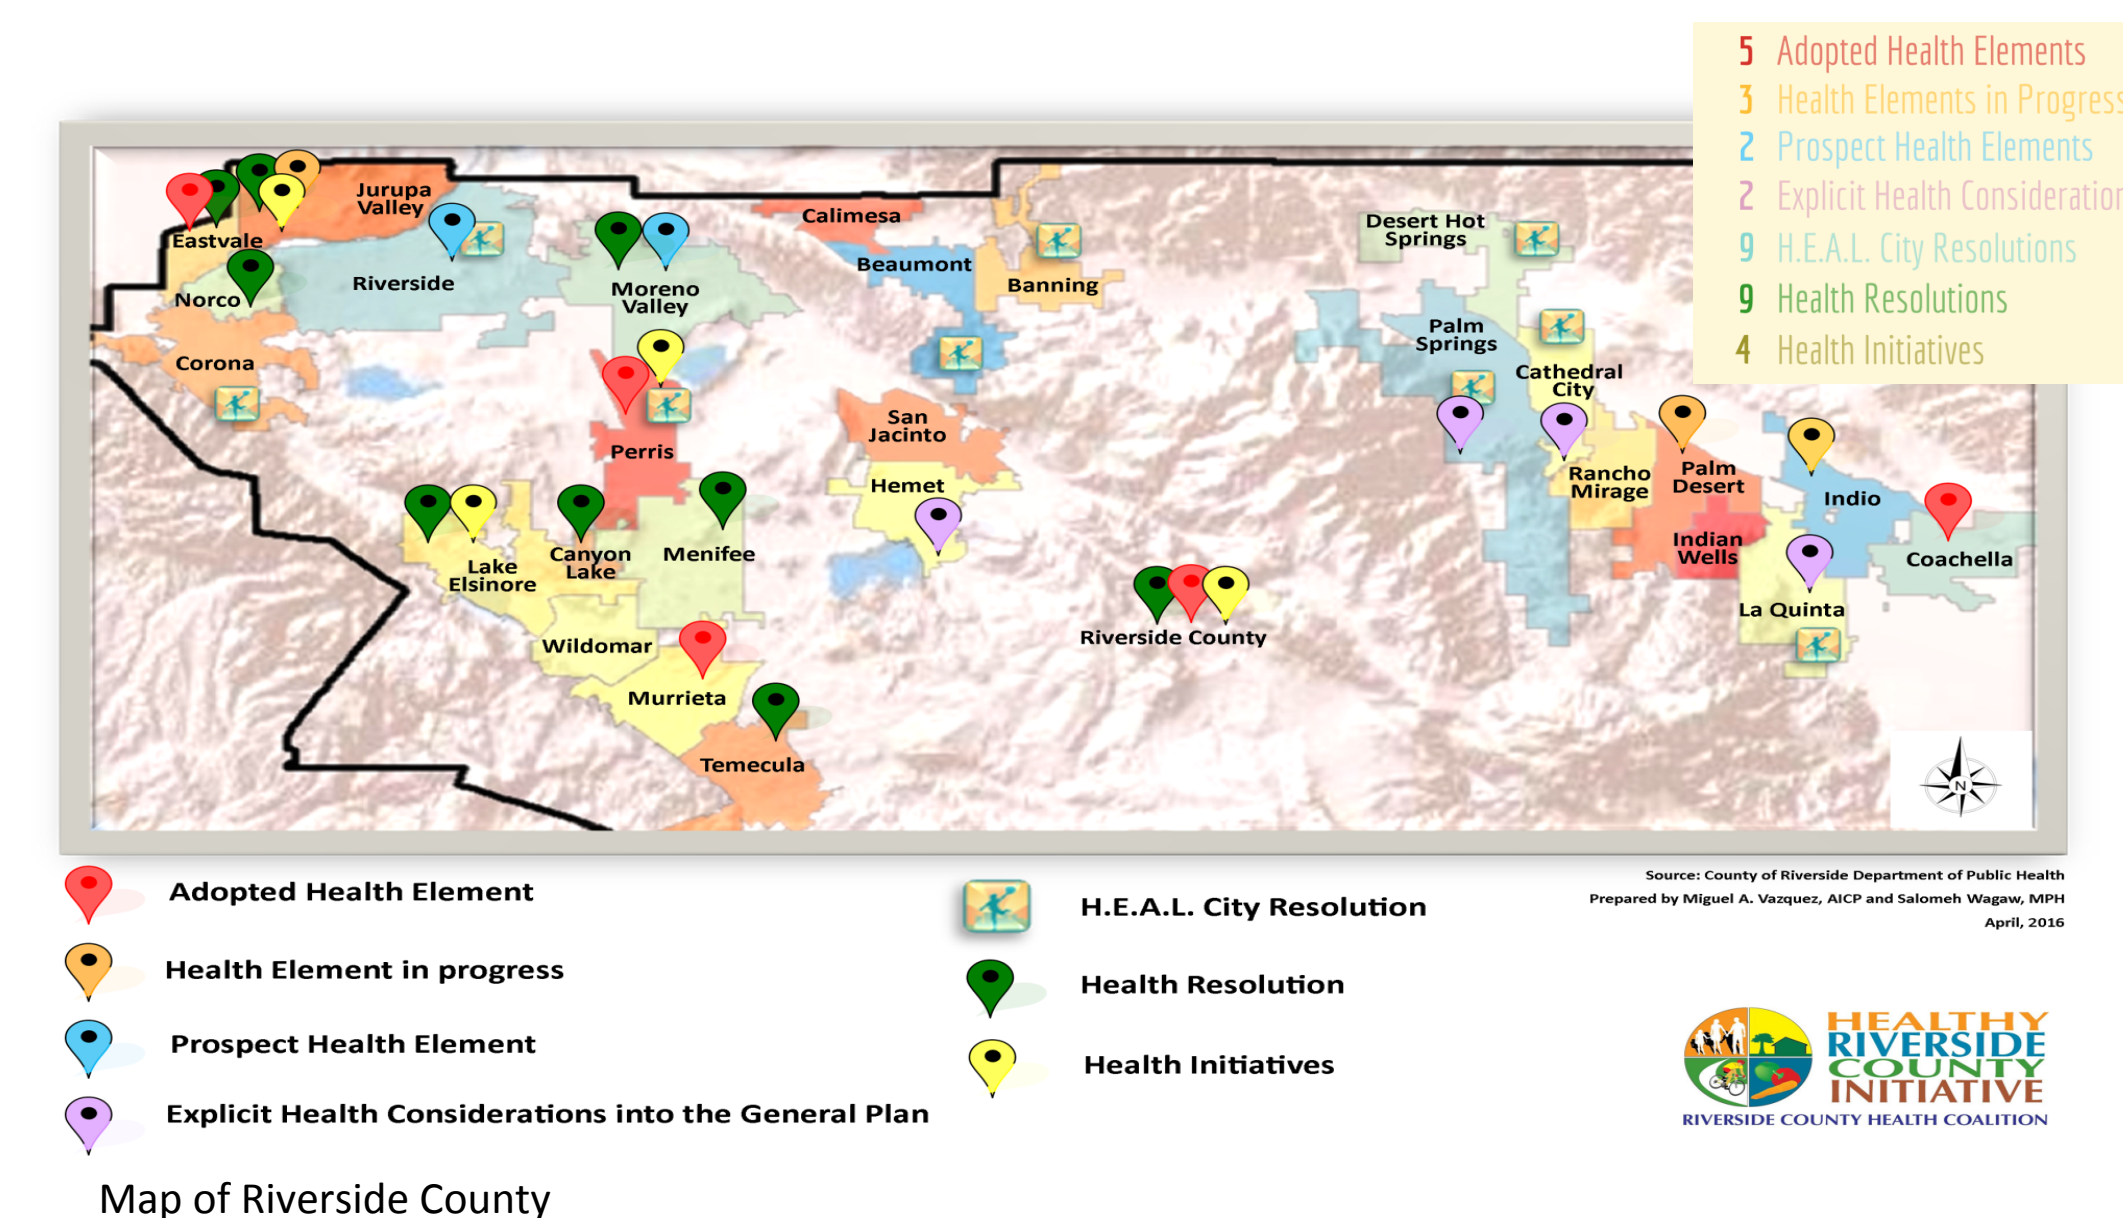 5 Adopted Health Elements
3 Health Elements in Progress
2 Prospect Health Elements
2 Explicit Health Consideration
9 H.E.A.L. City Resolutions
9 Health Resolutions
4 Health Initiatives
Jurupa
Valley
Eastvale
Norco
Riverside
Corona
Moreno
Valley
Calimesa
Beaumont
Banning
Desert Hot
Springs
Palm
Springs
Cathedral
City
Perris
San
Jacinto
Hemet
Rancho
Mirage
Palm
Desert
Indio
Indian
Wells
Coachella
La Quinta
Lake
Elsinore
Canyon
Lake
Menifee
Wildomar
Murrieta
Temecula
Riverside County
N
Adopted Health Element
Health Element in progress
Prospect Health Element
Explicit Health Considerations into the General Plan
H.E.A.L. City Resolution
Health Resolution
Health Initiatives
Source: County of Riverside Department of Public Health
Prepared by Miguel A. Vazquez, AICP and Salomeh Wagaw, MPH
April, 2016
HEALTHY
RIVERSIDE
COUNTY
INITIATIVE
RIVERSIDE COUNTY HEALTH COALITION
Map of Riverside County